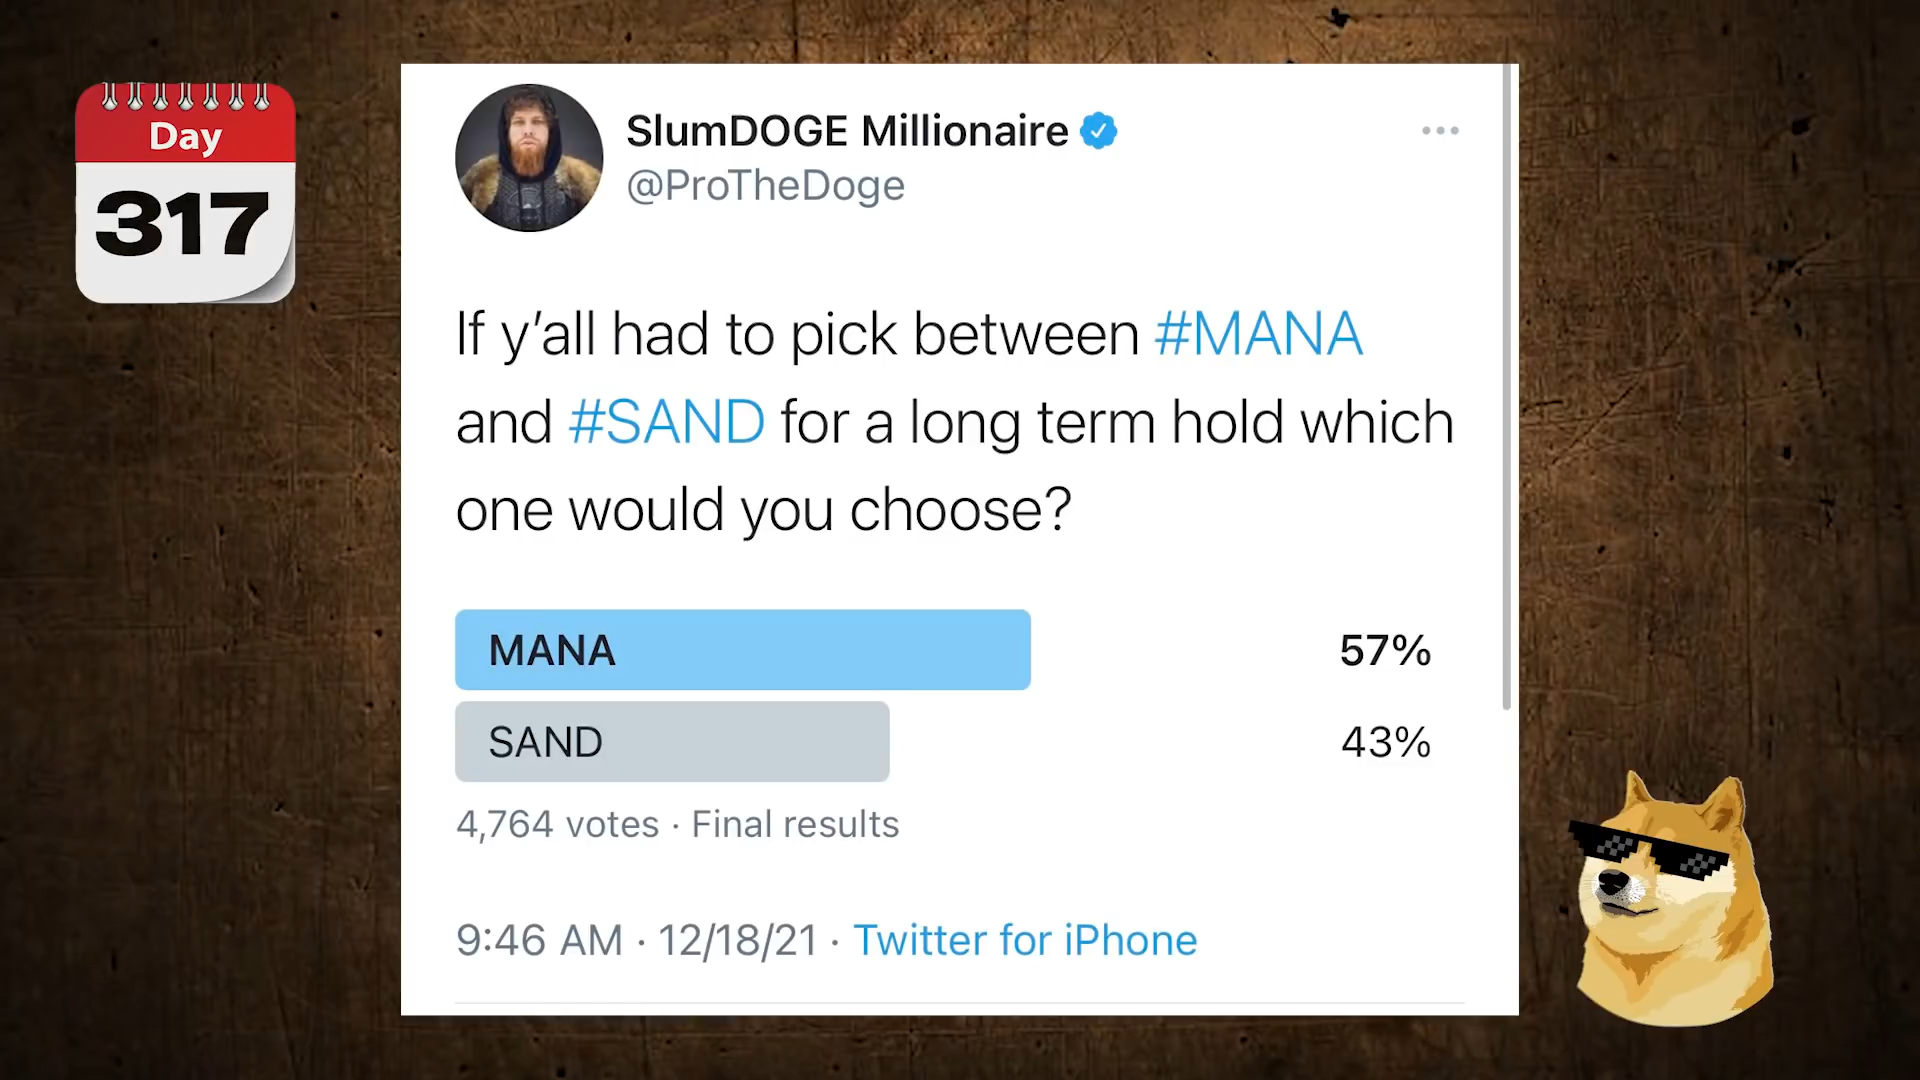 Day
317
SlumDOGE Millionaire
@ProTheDoge
If y’all had to pick between #MANA
and #SAND for a long term hold which
one would you choose?
MANA 57%
SAND 43%
4,764 votes · Final results
9:46 AM · 12/18/21 · Twitter for iPhone